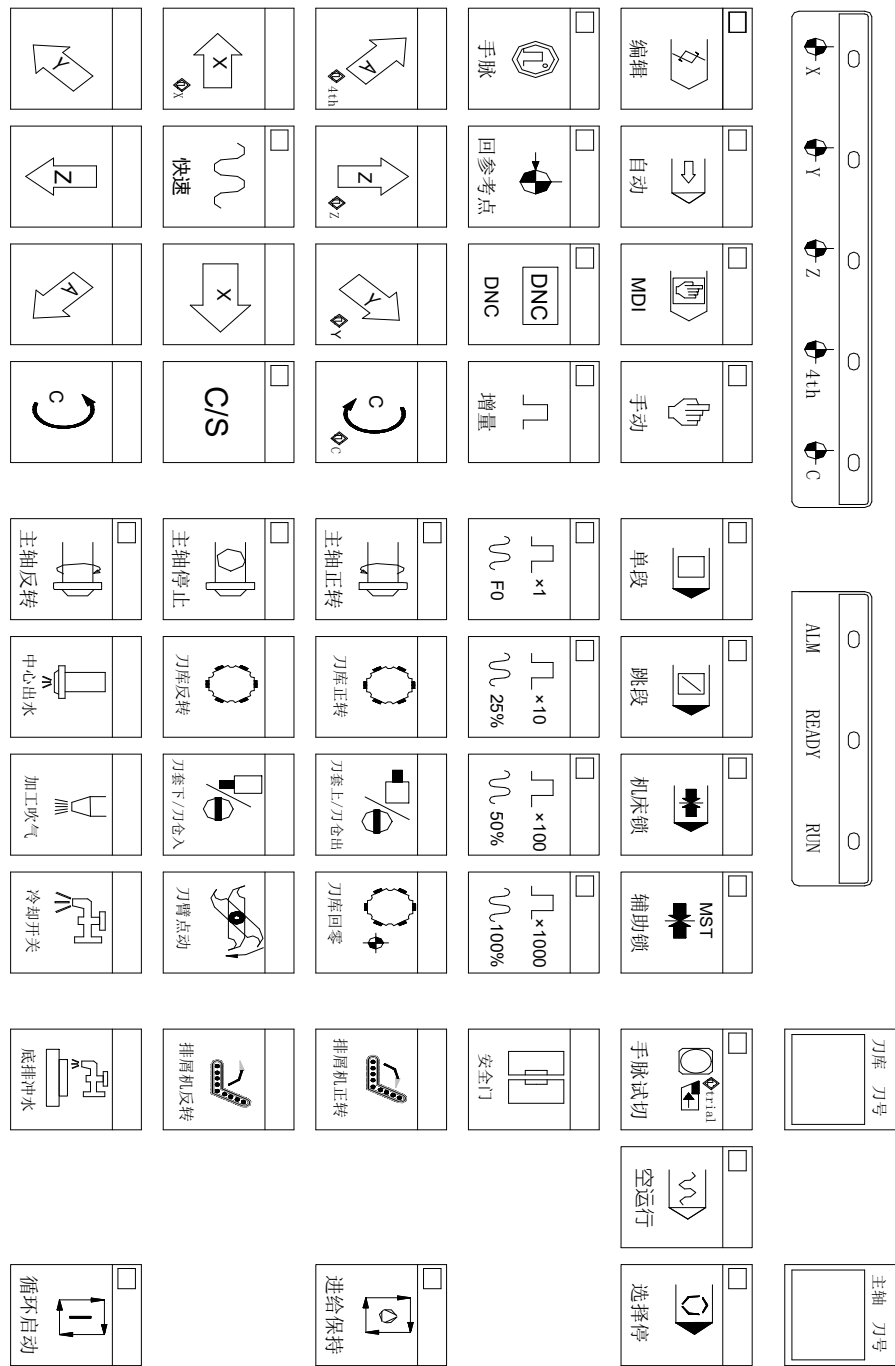 X Y Z 4th C
ALM READY RUN
刀库 刀号
主轴 刀号
编辑
自动
MDI
手动
单段
跳段
机床锁
MST
辅助锁
trial
手脉试切
空运行
选择停
手脉
回参考点
DNC
DNC
增量
×1
F0
×10
25%
×100
50%
×1000
100%
安全门
A
4th
Z
Z
Y
Y
C
C
主轴正转
刀库正转
刀套上/刀仓出
刀库回零
排屑机正转
进给保持
X
X
快速
X
C/S
主轴停止
刀库反转
刀套下/刀仓入
刀臂点动
排屑机反转
Y
Z
A
C
主轴反转
中心出水
加工吹气
冷却开关
底排冲水
循环启动